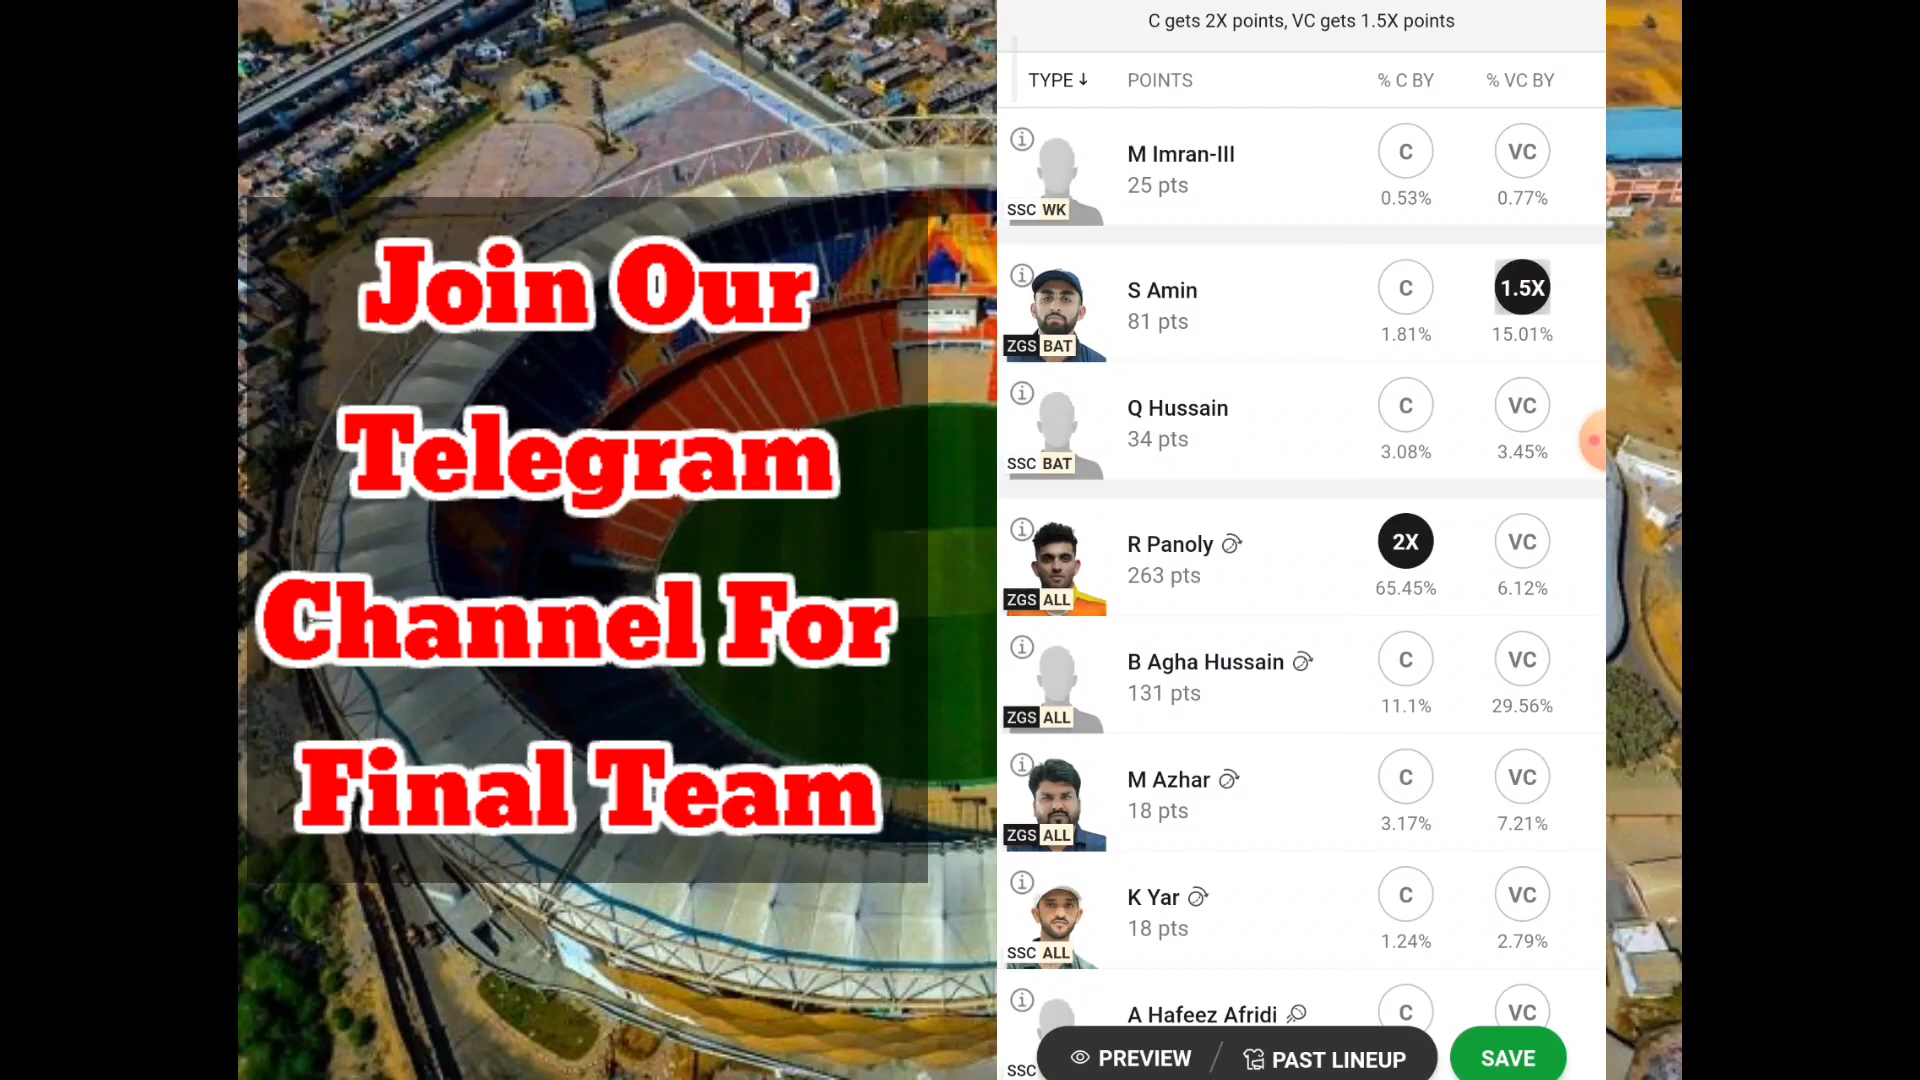 Join Our
Telegram
Channel For
Final Team
C gets 2X points, VC gets 1.5X points
TYPE↓ POINTS % C BY % VC BY
M Imran-III
25 pts
SSC WK
C VC
0.53% 0.77%
S Amin
81 pts
ZGS BAT
C 1.5X
1.81% 15.01%
Q Hussain
34 pts
SSC BAT
C VC
3.08% 3.45%
R Panoly
263 pts
ZGS ALL
2X VC
65.45% 6.12%
B Agha Hussain
131 pts
ZGS ALL
C VC
11.1% 29.56%
M Azhar
18 pts
ZGS ALL
C VC
3.17% 7.21%
K Yar
18 pts
SSC ALL
C VC
1.24% 2.79%
A Hafeez Afridi
C VC
SSC
PREVIEW / PAST LINEUP SAVE